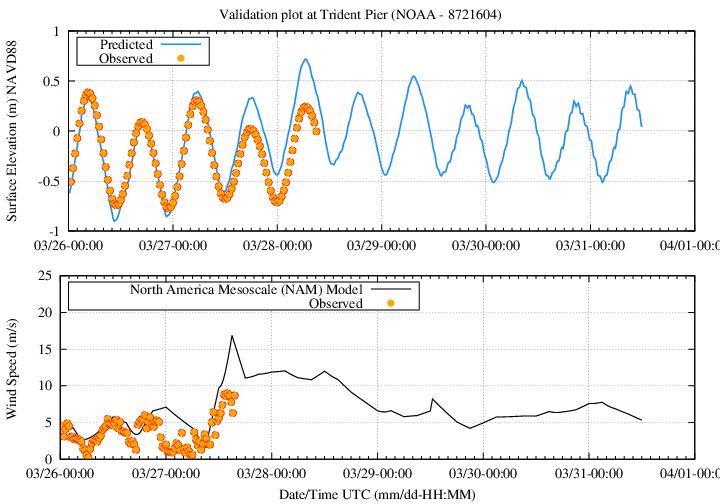 Validation plot at Trident Pier (NOAA - 8721604)
Surface Elevation (m) NAVD88
Predicted
Observed
1
0.5
0
-0.5
-1
03/26-00:00 03/27-00:00 03/28-00:00 03/29-00:00 03/30-00:00 03/31-00:00 04/01-00:00
Wind Speed (m/s)
North America Mesoscale (NAM) Model
Observed
25
20
15
10
5
0
03/26-00:00 03/27-00:00 03/28-00:00 03/29-00:00 03/30-00:00 03/31-00:00 04/01-00:00
Date/Time UTC (mm/dd-HH:MM)